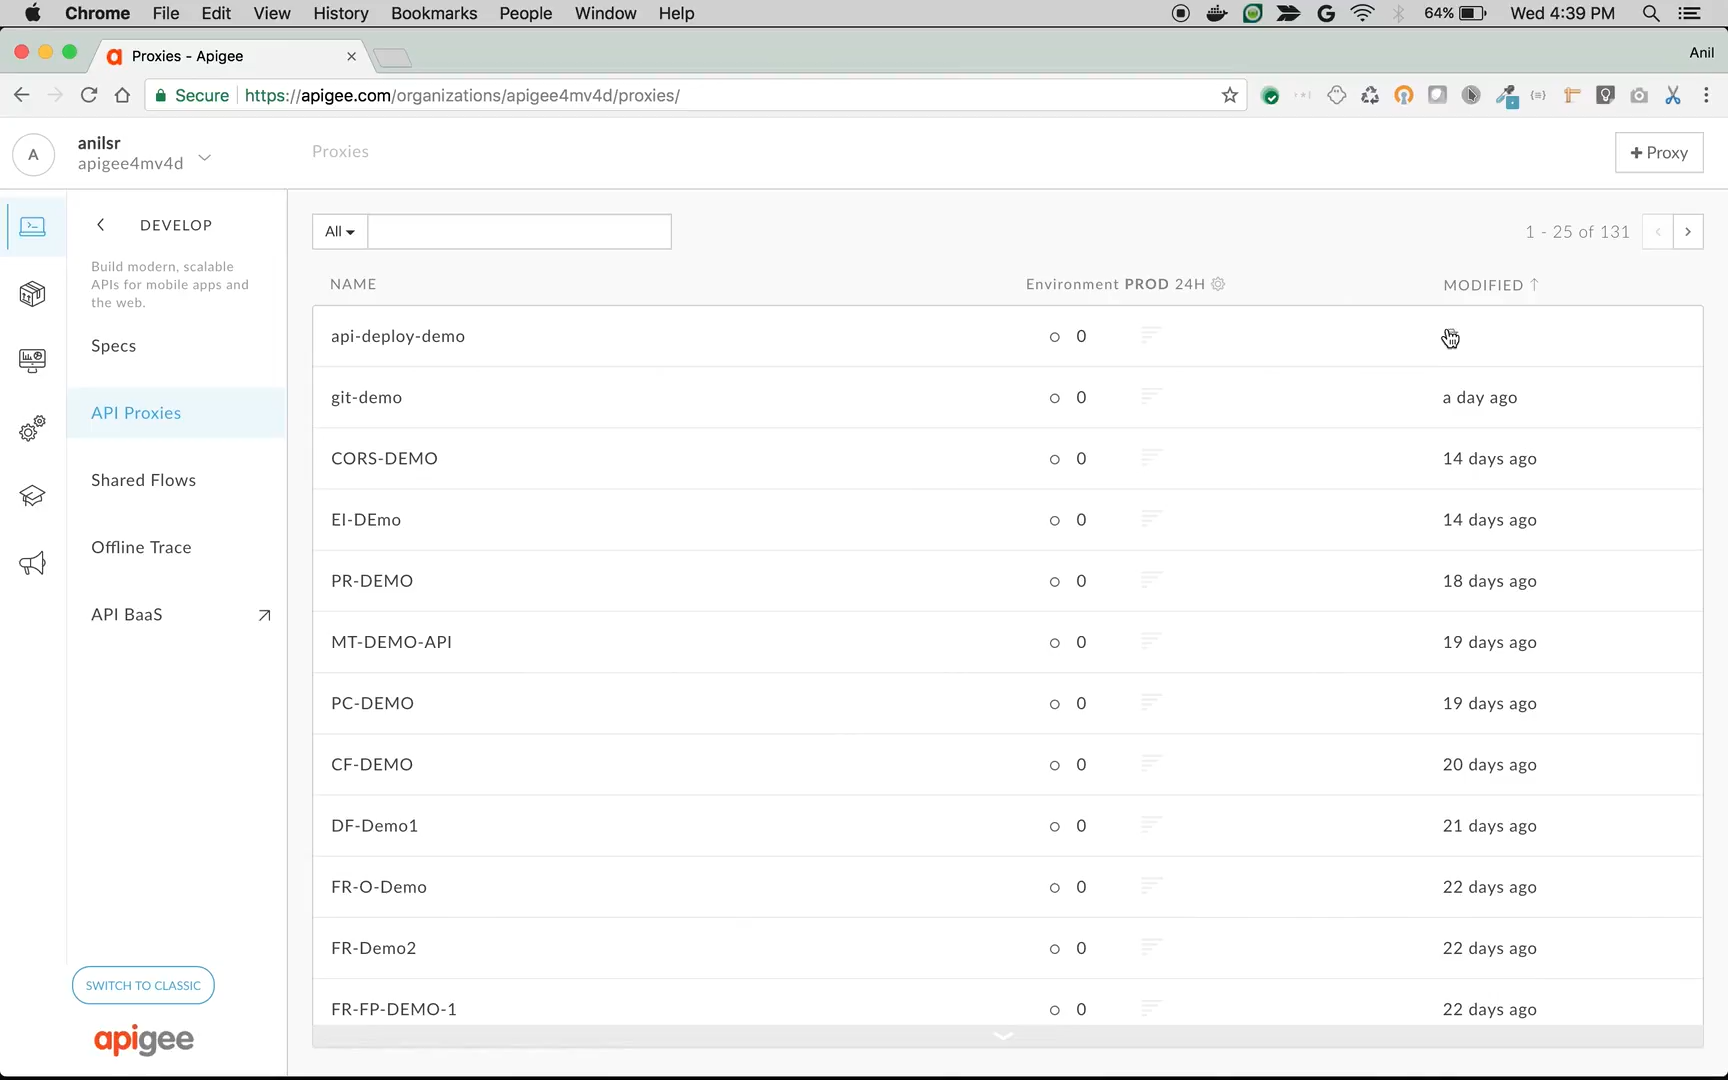 Chrome File Edit View History Bookmarks People Window Help 64% Wed 4:39 PM
Proxies - Apigee
Anil
Secure https://apigee.com/organizations/apigee4mv4d/proxies/
A
anilsr
apigee4mv4d
Proxies
+ Proxy
DEVELOP
Build modern, scalable
APIs for mobile apps and
the web.
Specs
API Proxies
Shared Flows
Offline Trace
API BaaS
SWITCH TO CLASSIC
apigee
All
1 - 25 of 131
NAME Environment PROD 24H MODIFIED
api-deploy-demo 0
git-demo 0 a day ago
CORS-DEMO 0 14 days ago
EI-DEmo 0 14 days ago
PR-DEMO 0 18 days ago
MT-DEMO-API 0 19 days ago
PC-DEMO 0 19 days ago
CF-DEMO 0 20 days ago
DF-Demo1 0 21 days ago
FR-O-Demo 0 22 days ago
FR-Demo2 0 22 days ago
FR-FP-DEMO-1 0 22 days ago